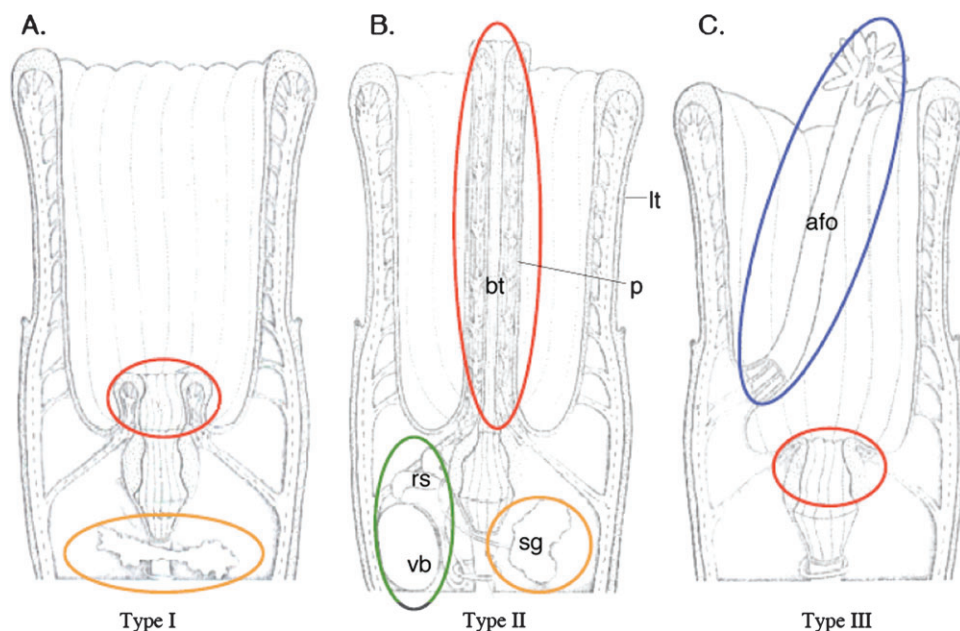 A.
B.
C.
lt
afo
bt
p
rs
sg
vb
Type I
Type II
Type III